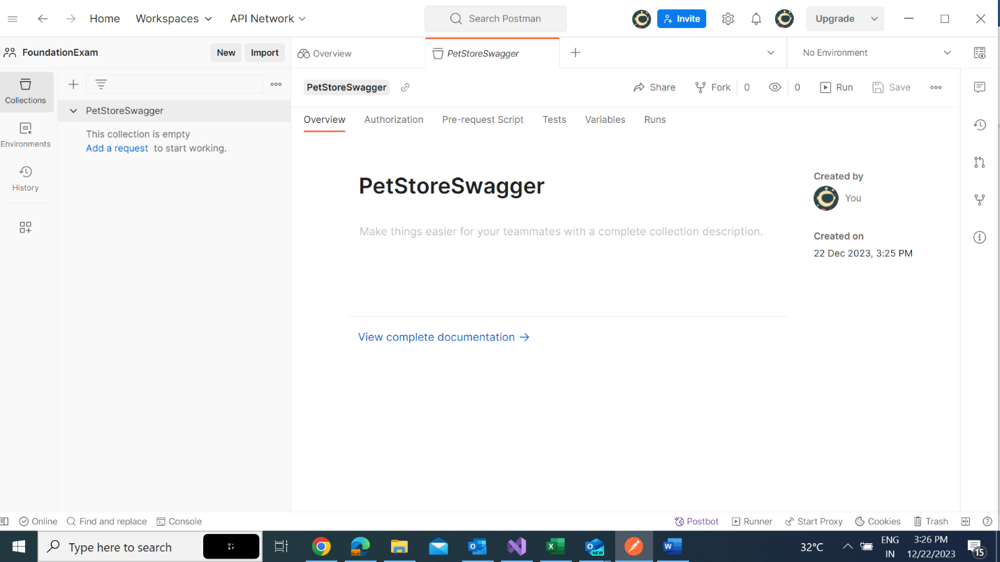 Home Workspaces API Network Search Postman Invite Upgrade
FoundationExam New Import Overview PetStoreSwagger No Environment
Collections
Environments
History
PetStoreSwagger
This collection is empty
Add a request to start working.
PetStoreSwagger Share Fork 0 0 Run Save
Overview Authorization Pre-request Script Tests Variables Runs
PetStoreSwagger
Make things easier for your teammates with a complete collection description.
View complete documentation →
Created by
You
Created on
22 Dec 2023, 3:25 PM
Online Find and replace Console Postbot Runner Start Proxy Cookies Trash
Type here to search
NEW
32°C
ENG
IN
3:26 PM
12/22/2023
15